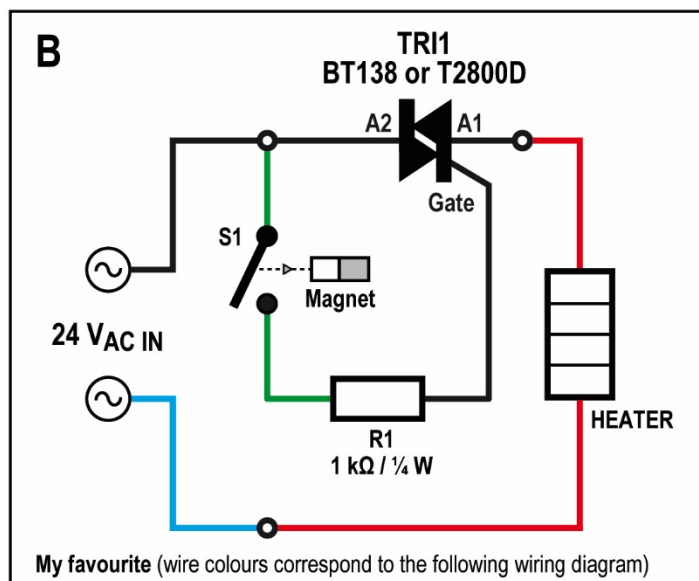 B
TRI1
BT138 or T2800D
A2
A1
Gate
S1
Magnet
24 VAC IN
R1
1 kΩ / ¼ W
HEATER
My favourite (wire colours correspond to the following wiring diagram)